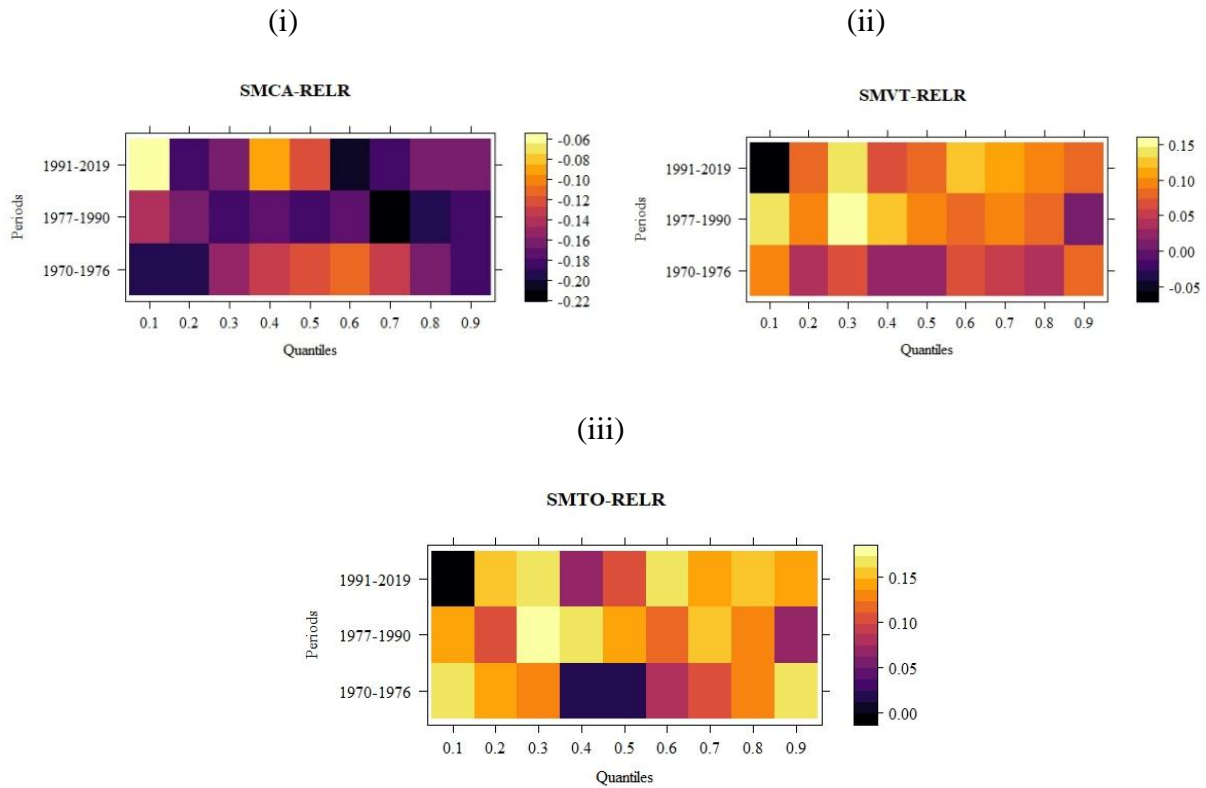 (i)
SMCA-RELR
Periods
1991-2019
1977-1990
1970-1976
0.1 0.2 0.3 0.4 0.5 0.6 0.7 0.8 0.9
Quantiles
-0.06
-0.08
-0.10
-0.12
-0.14
-0.16
-0.18
-0.20
-0.22
(ii)
SMVT-RELR
Periods
1991-2019
1977-1990
1970-1976
0.1 0.2 0.3 0.4 0.5 0.6 0.7 0.8 0.9
Quantiles
0.15
0.10
0.05
0.00
-0.05
(iii)
SMTO-RELR
Periods
1991-2019
1977-1990
1970-1976
0.1 0.2 0.3 0.4 0.5 0.6 0.7 0.8 0.9
Quantiles
0.15
0.10
0.05
0.00